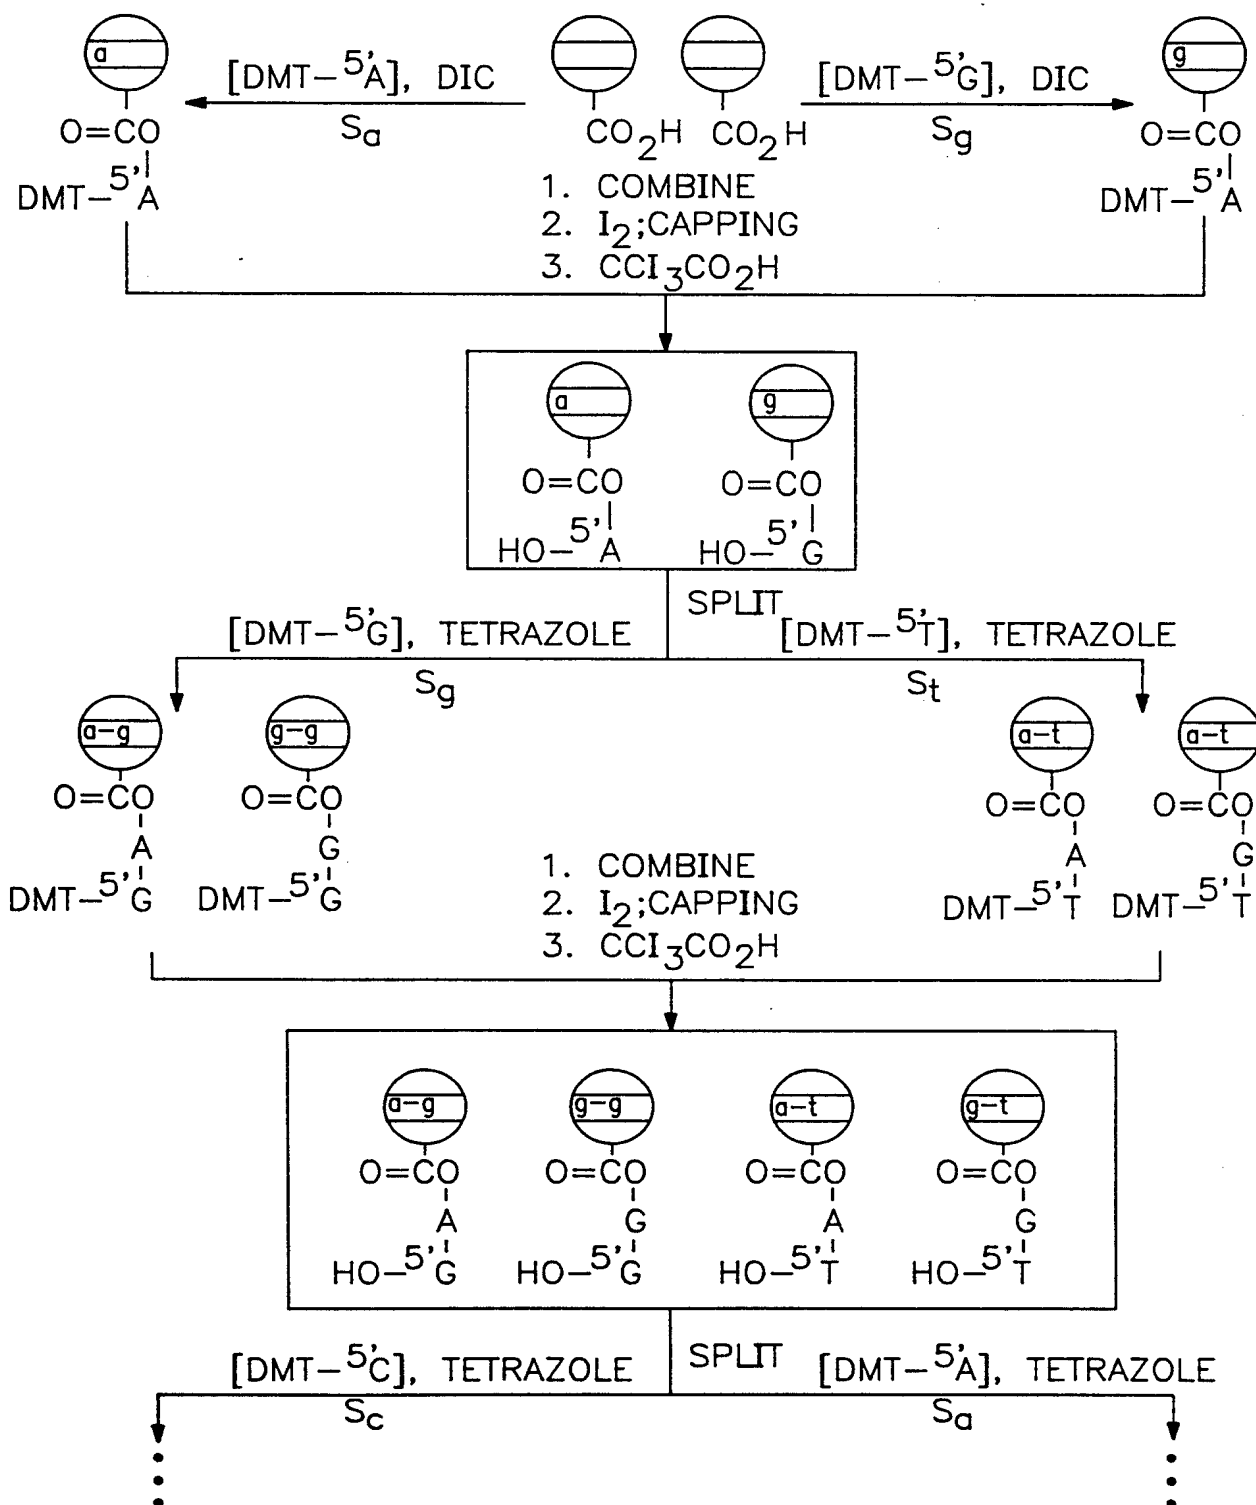 a
g
[DMT-5'A], DIC
Sa
[DMT-5'G], DIC
Sg
O=CO
CO2H CO2H
O=CO
DMT-5'A
DMT-5'A
1. COMBINE
2. I2;CAPPING
3. CCl3CO2H
a g
O=CO O=CO
HO-5'A HO-5'G
SPLIT
[DMT-5'G], TETRAZOLE
Sg
[DMT-5'T], TETRAZOLE
St
a-g g-g a-t a-t
O=CO O=CO O=CO O=CO
A G A G
DMT-5'G DMT-5'G DMT-5'T DMT-5'T
1. COMBINE
2. I2;CAPPING
3. CCl3CO2H
a-g g-g a-t g-t
O=CO O=CO O=CO O=CO
A G A G
HO-5'G HO-5'G HO-5'T HO-5'T
SPLIT
[DMT-5'C], TETRAZOLE
Sc
[DMT-5'A], TETRAZOLE
Sa